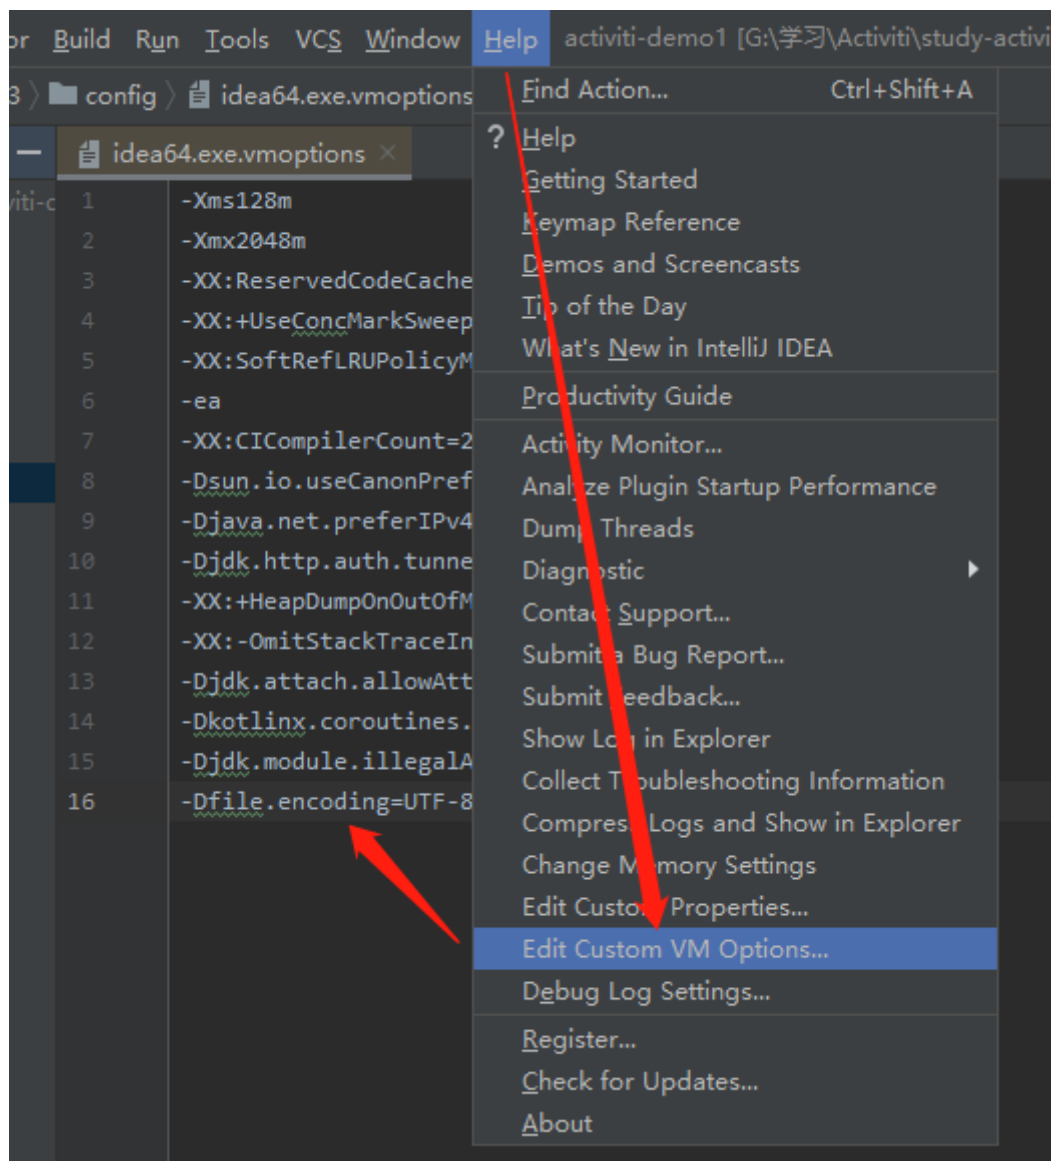 or Build Run Tools VCS Window Help activiti-demo1 [G:\学习\Activiti\study-activi
3 〉 config 〉 idea64.exe.vmoptions
idea64.exe.vmoptions ×
viti-d
1 -Xms128m
2 -Xmx2048m
3 -XX:ReservedCodeCache
4 -XX:+UseConcMarkSweep
5 -XX:SoftRefLRUPolicyM
6 -ea
7 -XX:CICompilerCount=2
8 -Dsun.io.useCanonPref
9 -Djava.net.preferIPv4
10 -Djdk.http.auth.tunne
11 -XX:+HeapDumpOnOutOfM
12 -XX:-OmitStackTraceIn
13 -Djdk.attach.allowAtt
14 -Dkotlinx.coroutines.
15 -Djdk.module.illegalA
16 -Dfile.encoding=UTF-8
Find Action... Ctrl+Shift+A
? Help
Getting Started
Keymap Reference
Demos and Screencasts
Tip of the Day
What's New in IntelliJ IDEA
Productivity Guide
Activity Monitor...
Analyze Plugin Startup Performance
Dump Threads
Diagnostic
Contact Support...
Submit a Bug Report...
Submit Feedback...
Show Log in Explorer
Collect Troubleshooting Information
Compress Logs and Show in Explorer
Change Memory Settings
Edit Custom Properties...
Edit Custom VM Options...
Debug Log Settings...
Register...
Check for Updates...
About